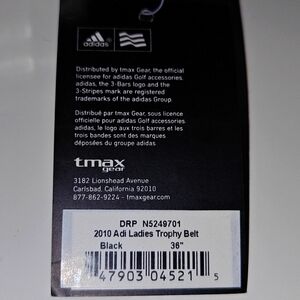 adidas
Distributed by tmax Gear, the official
licensee for adidas Golf accessories.
adidas, the 3-Bars logo and the
3-Stripes mark are registered
trademarks of the adidas Group.
Distribué par tmax Gear, sous licence
officielle pour adidas Golf accessories.
adidas, le logo aux trois barres et les
trois bandes sont des marques
déposées du groupe adidas.
tmax
gear
3182 Lionshead Avenue
Carlsbad, California 92010
877-862-9224 - tmaxgear.com
DRP N5249701
2010 Adi Ladies Trophy Belt
Black 36"
47903 04521 5